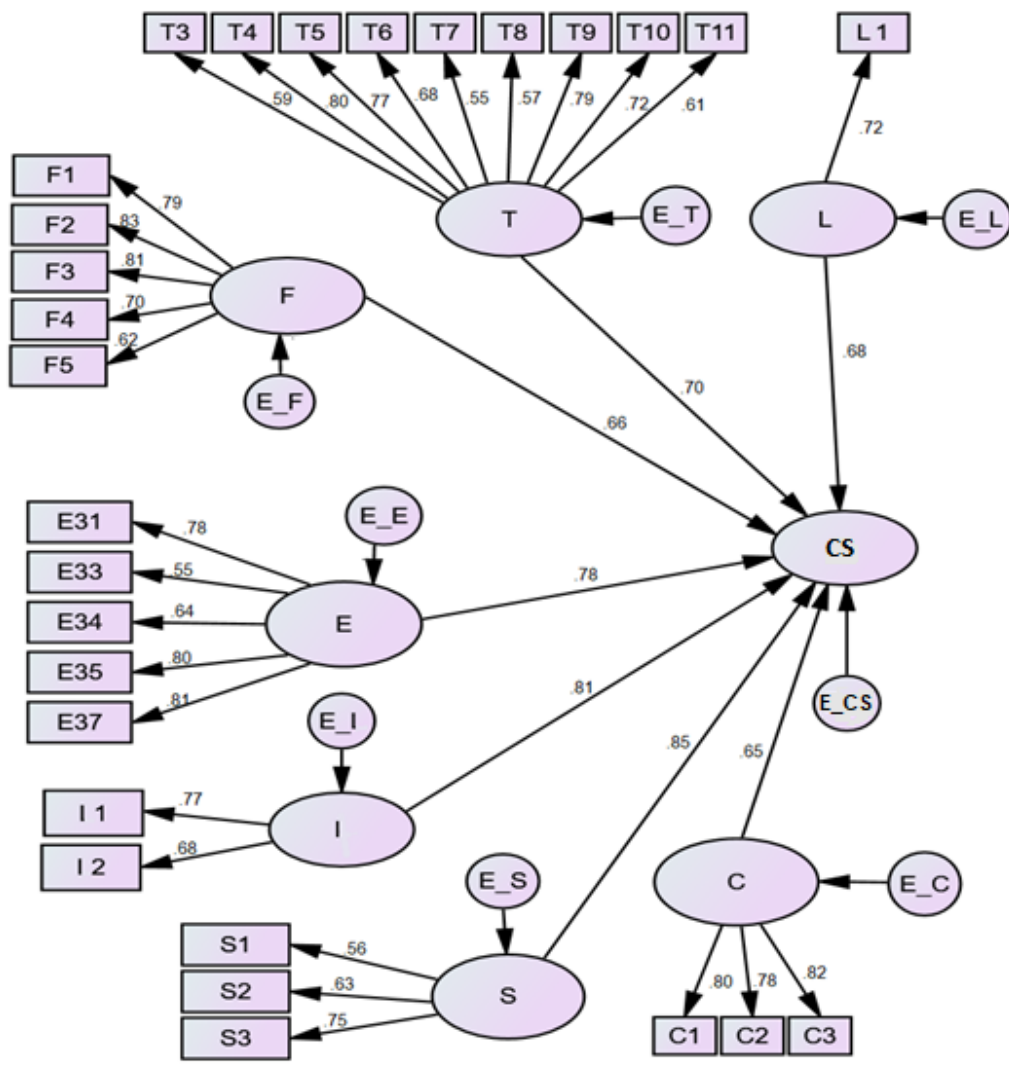 T3 T4 T5 T6 T7 T8 T9 T10 T11 L 1
.59 .80 .77 .68 .55 .57 .79 .72 .61 .72
F1
F2
F3
F4
F5
.79
.83
.81
.70
.62
F
E_F
T
E_T
L
E_L
.66
.70
.68
E31
E33
E34
E35
E37
.78
.55
.64
.80
.81
E_E
E
.78
CS
E_CS
I 1
I 2
.77
.68
E_I
I
.81
S1
S2
S3
.56
.63
.75
E_S
S
.85
.65
C
E_C
.80 .78 .82
C1 C2 C3